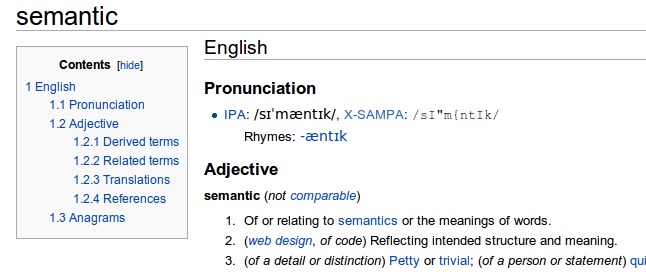 semantic
Contents [hide]
1 English
1.1 Pronunciation
1.2 Adjective
1.2.1 Derived terms
1.2.2 Related terms
1.2.3 Translations
1.2.4 References
1.3 Anagrams
English
Pronunciation
• IPA: /sɪˈmæntɪk/, X-SAMPA: /sI"m{ntIk/
Rhymes: -æntɪk
Adjective
semantic (not comparable)
1. Of or relating to semantics or the meanings of words.
2. (web design, of code) Reflecting intended structure and meaning.
3. (of a detail or distinction) Petty or trivial; (of a person or statement) qui